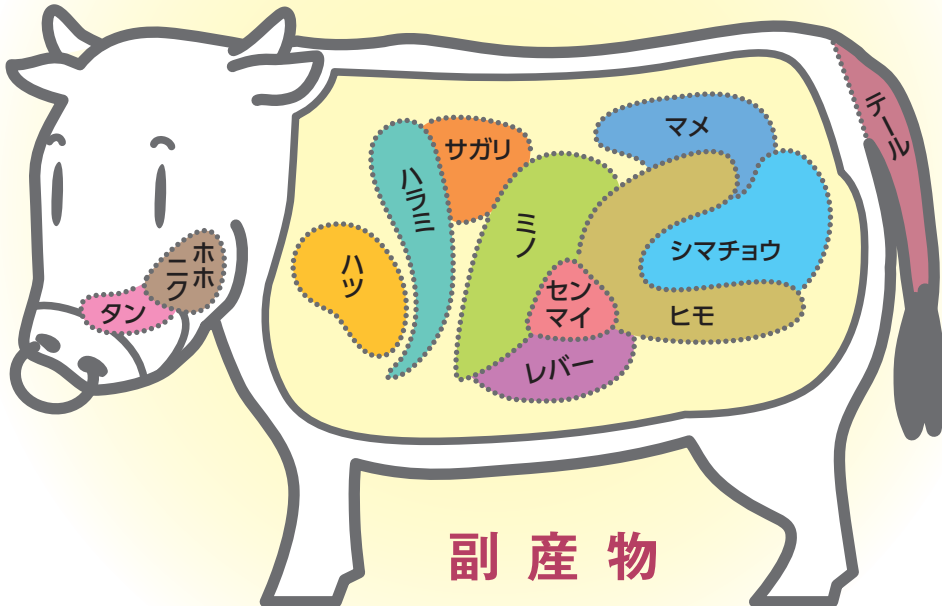 テール
マメ
サガリ
ハラミ
ミノ
シマチョウ
ハツ
ホホ
ニク
セン
マイ
タン
ヒモ
レバー
副産物